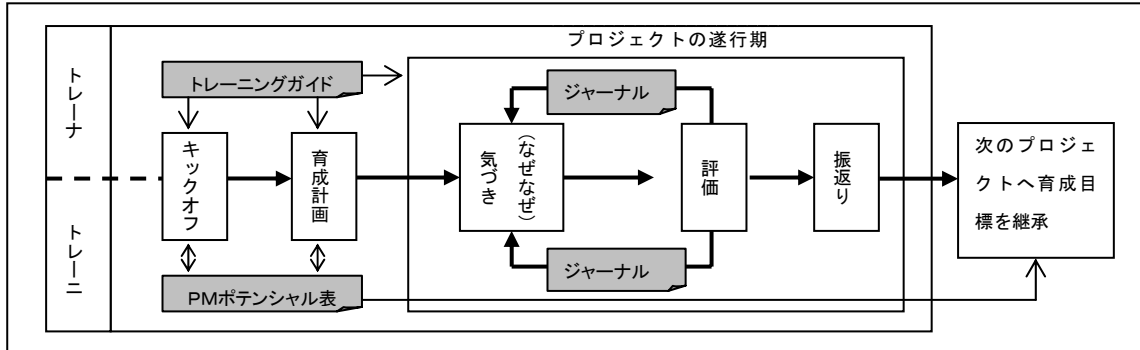 プロジェクトの遂行期
トレーナ
トレーニ
トレーニングガイド
キックオフ
育成計画
PMポテンシャル表
ジャーナル
(なぜなぜ)
気づき
ジャーナル
評価
振返り
次のプロジェ
クトへ育成目
標を継承